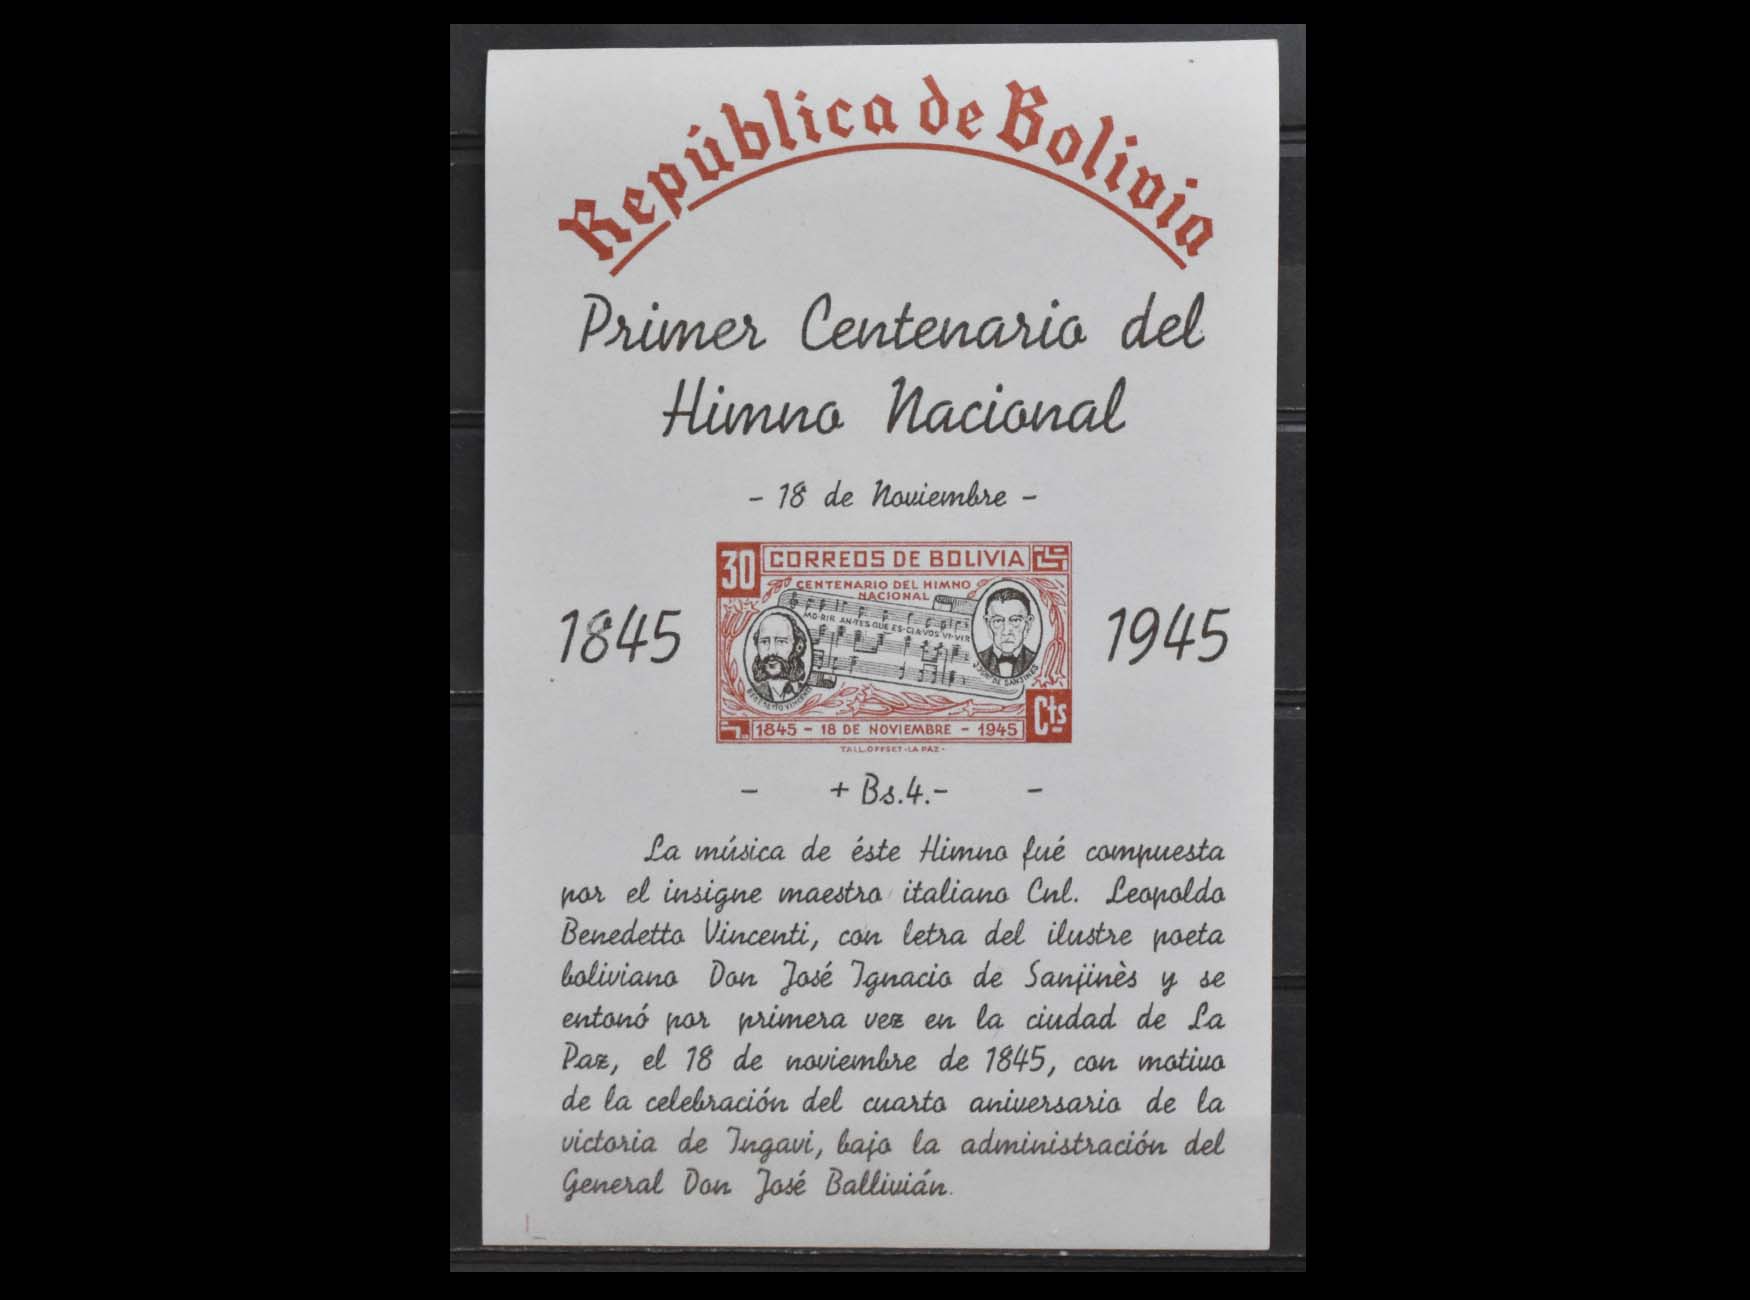 República de Bolivia
Primer Centenario del
Himno Nacional
- 18 de Noviembre -
1845
30
CORREOS DE BOLIVIA
CENTENARIO DEL HIMNO
NACIONAL
MO-RIR AN-TES QUE ES-CLA-VOS VI-VIR
BENEDETTO VINCENTI
J. IGN. DE SANJINES
Cts
1845 - 18 DE NOVIEMBRE - 1945
TALL. OFFSET - LA PAZ -
1945
- + Bs.4.- -
La música de éste Himno fué compuesta
por el insigne maestro italiano Cnl. Leopoldo
Benedetto Vincenti, con letra del ilustre poeta
boliviano Don José Ignacio de Sanjinès y se
entonó por primera vez en la ciudad de La
Paz, el 18 de noviembre de 1845, con motivo
de la celebración del cuarto aniversario de la
victoria de Ingavi, bajo la administración del
General Don José Ballivián.